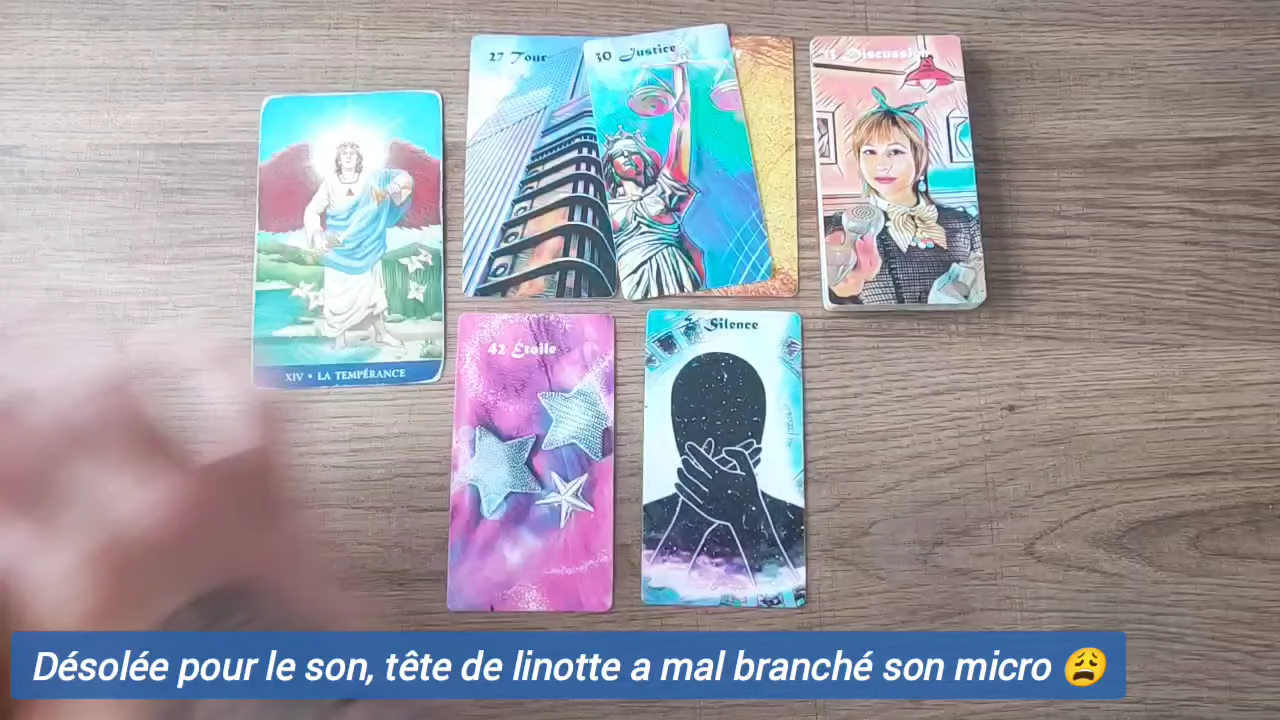 27 Tour
30 Justice
Discussion
XIV • LA TEMPÉRANCE
42 Etoile
Silence
Désolée pour le son, tête de linotte a mal branché son micro 😩